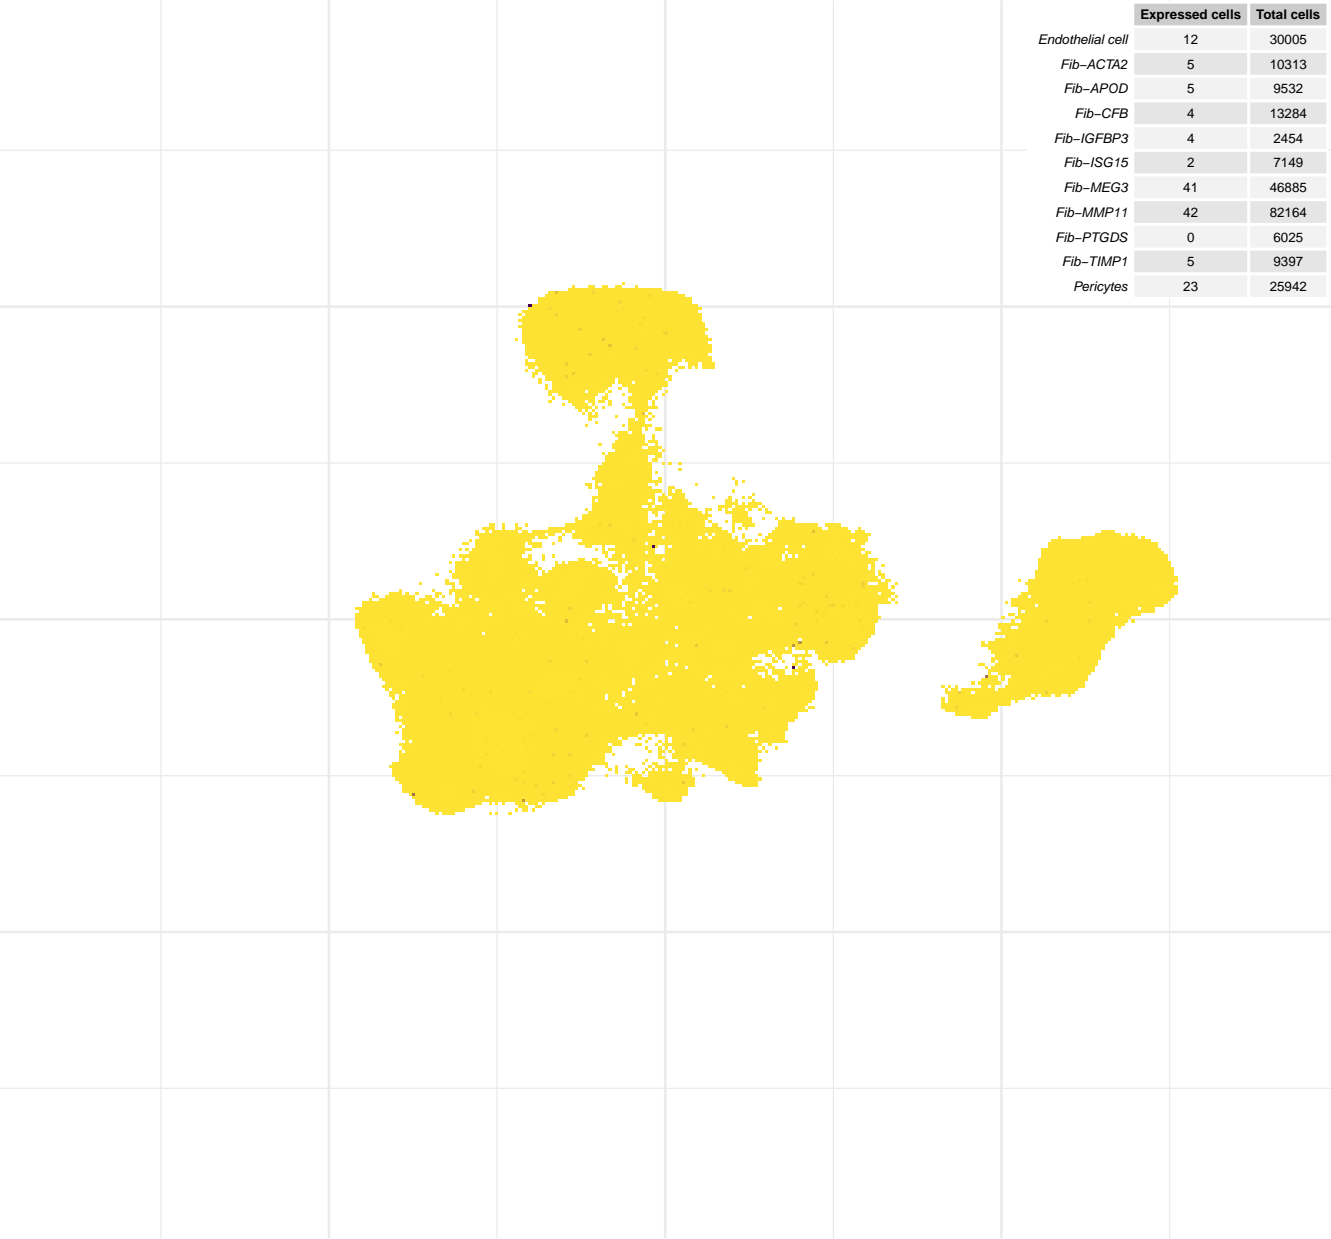 Expressed cells Total cells
Endothelial cell 12 30005
Fib−ACTA2 5 10313
Fib−APOD 5 9532
Fib−CFB 4 13284
Fib−IGFBP3 4 2454
Fib−ISG15 2 7149
Fib−MEG3 41 46885
Fib−MMP11 42 82164
Fib−PTGDS 0 6025
Fib−TIMP1 5 9397
Pericytes 23 25942